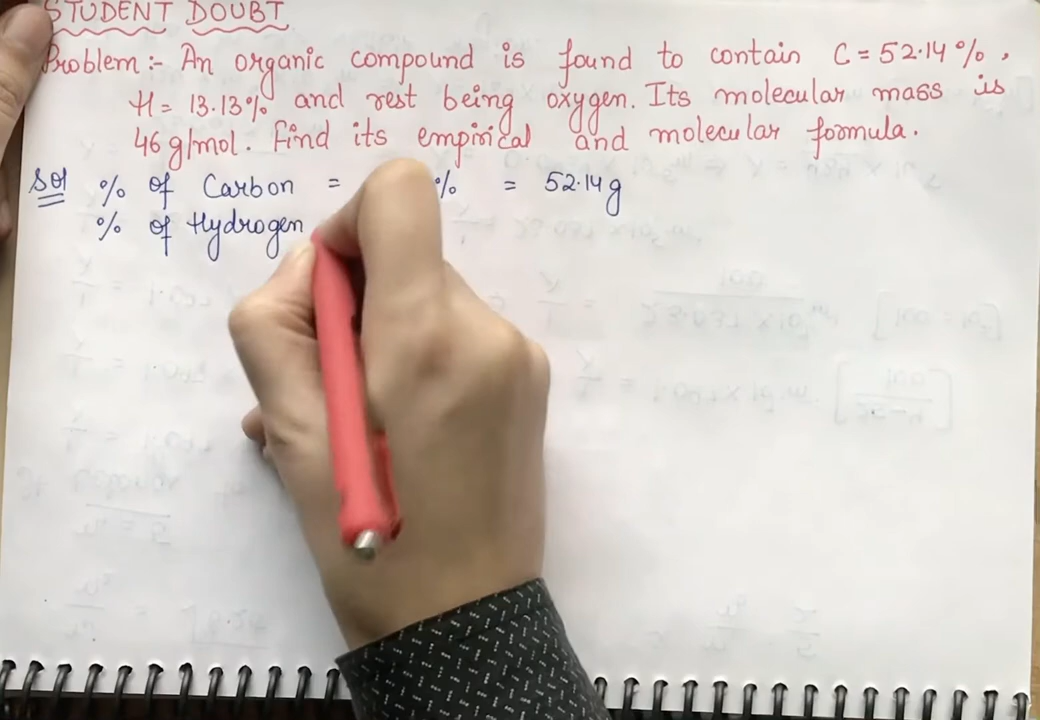 STUDENT DOUBT
Problem :- An organic compound is found to contain C = 52.14 %,
H = 13.13% and rest being oxygen. Its molecular mass is
46 g/mol. Find its empirical and molecular formula.
Sol % of Carbon = % = 52.14g
% of Hydrogen